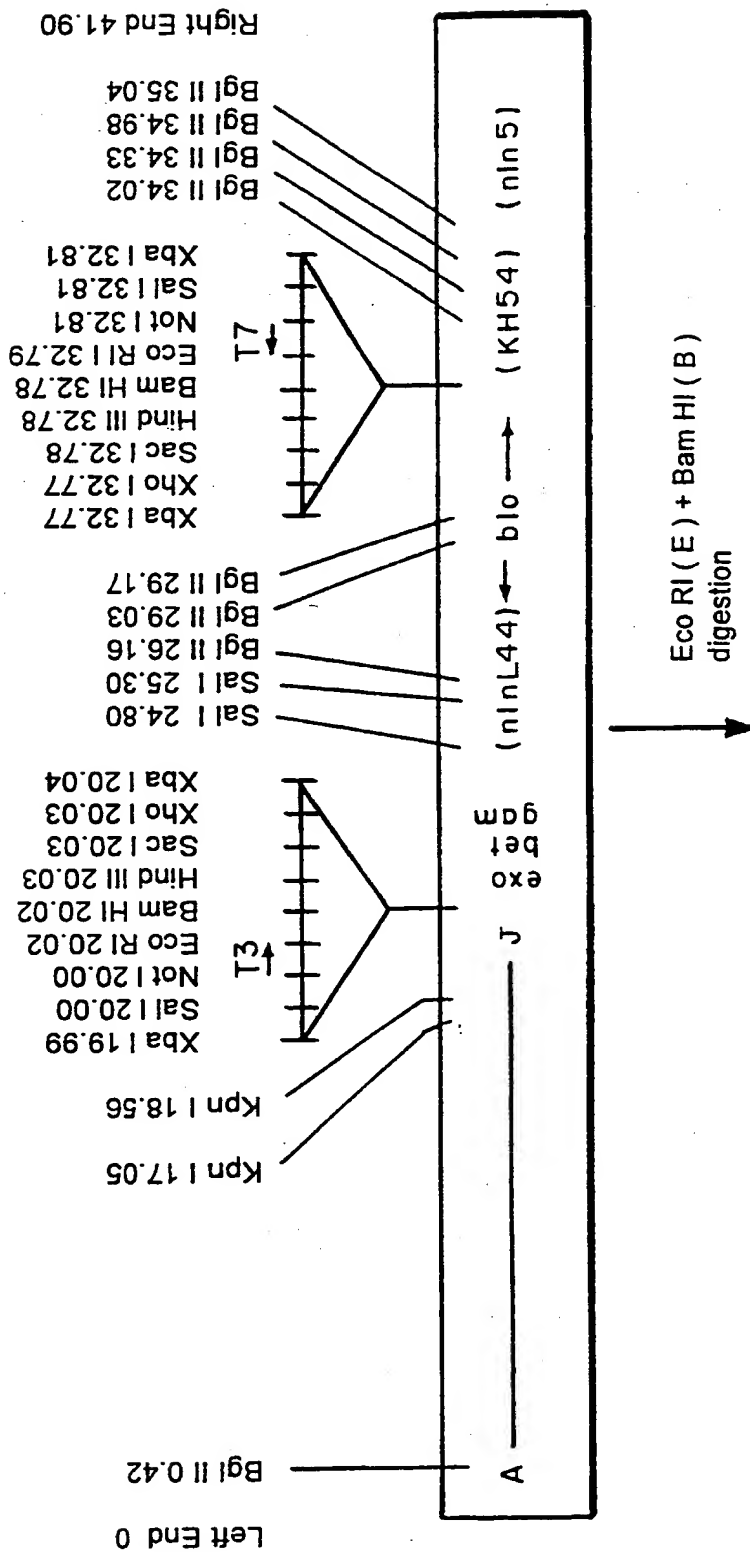 Left End 0
Bgl II 0.42
Kpn I 17.05
Kpn I 18.56
Xba I 19.99
Sal I 20.00
Not I 20.00
Eco RI 20.02
Bam HI 20.02
Hind III 20.03
Sac I 20.03
Xho I 20.03
Xba I 20.04
T3
Sal I 24.80
Sal I 25.30
Bgl II 26.16
Bgl II 29.03
Bgl II 29.17
Xba I 32.77
Xho I 32.77
Sac I 32.78
Hind III 32.78
Bam HI 32.78
Eco RI 32.79
Not I 32.81
Sal I 32.81
Xba I 32.81
T7
Bgl II 34.02
Bgl II 34.33
Bgl II 34.98
Bgl II 35.04
Right End 41.90
A
J
exo
bet
gam
(nInL44)
bIo
(KH54)
(nIn5)
Eco RI (E) + Bam HI (B)
digestion